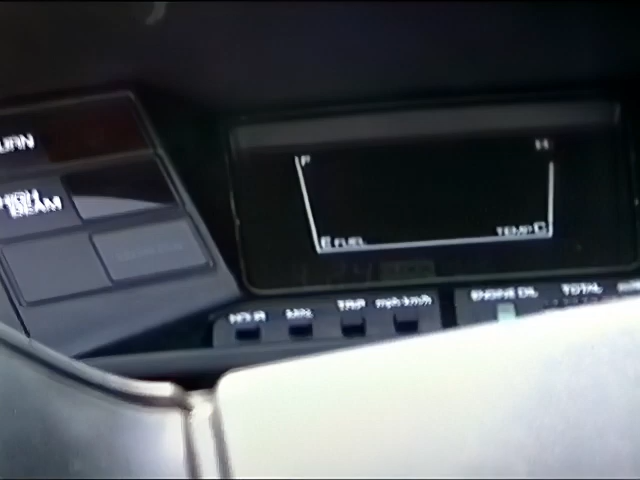 URN
HIGH
BEAM
F
H
E FUEL
TEMP C
HOUR
MIN.
TRIP
mph-km/h
ENGINE OIL
TOTAL